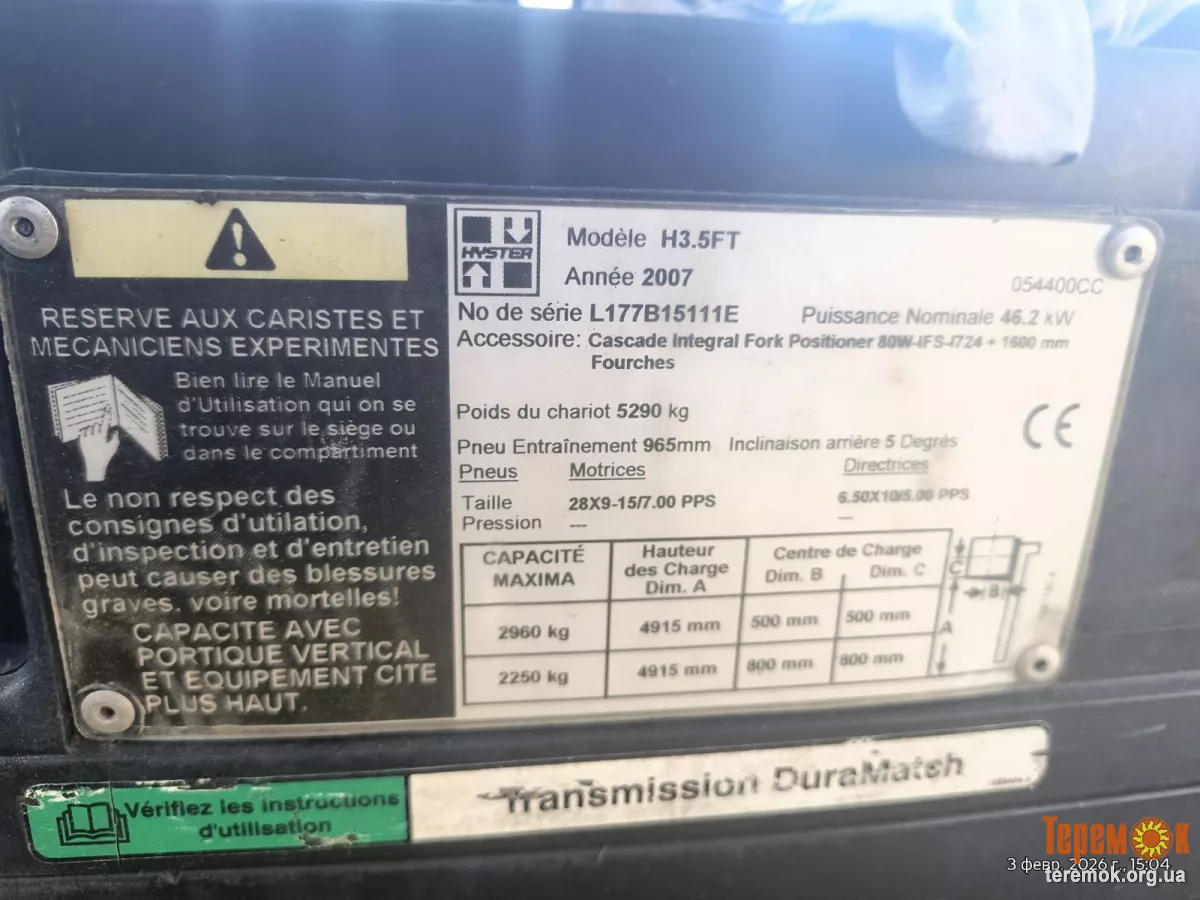 RESERVE AUX CARISTES ET
MECANICIENS EXPERIMENTES
Bien lire le Manuel
d'Utilisation qui on se
trouve sur le siège ou
dans le compartiment
Le non respect des
consignes d'utilation,
d'inspection et d'entretien
peut causer des blessures
graves, voire mortelles!
CAPACITE AVEC
PORTIQUE VERTICAL
ET EQUIPEMENT CITE
PLUS HAUT.
HYSTER
Modèle H3.5FT
Année 2007
054400CC
No de série L177B15111E
Puissance Nominale 46.2 kW
Accessoire: Cascade Integral Fork Positioner 80W-IFS-I724 + 1600 mm
Fourches
Poids du chariot 5290 kg
CE
Pneu Entraînement 965mm Inclinaison arrière 5 Degrés
Pneus Motrices Directrices
Taille 28X9-15/7.00 PPS 6.50X10/5.00 PPS
Pression --- ---
CAPACITÉ MAXIMA Hauteur des Charge Dim. A Centre de Charge Dim. B Dim. C
2960 kg 4915 mm 500 mm 500 mm
2250 kg 4915 mm 800 mm 800 mm
C
B
A
Vérifiez les instructions
d'utilisation
Transmission DuraMatch
Теремок
3 февр. 2026 г., 15:04
teremok.org.ua